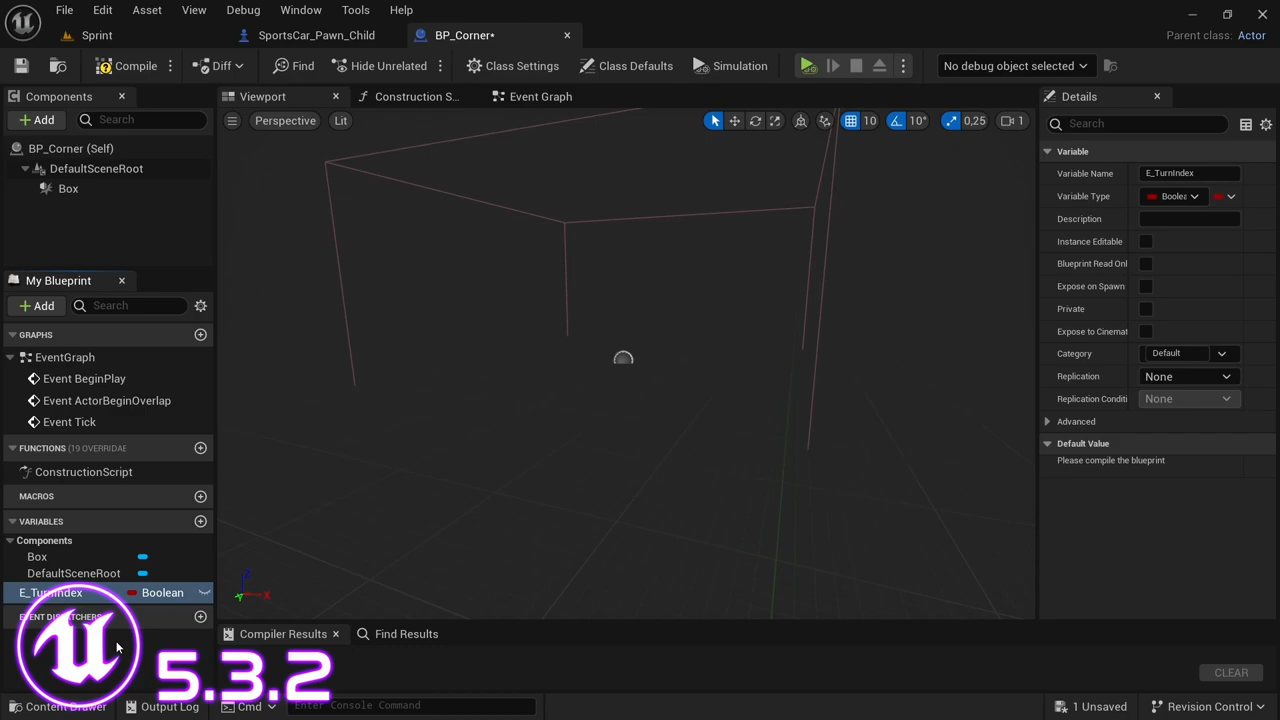 File Edit Asset View Debug Window Tools Help
Sprint SportsCar_Pawn_Child BP_Corner* Parent class: Actor
Compile Diff Find Hide Unrelated Class Settings Class Defaults Simulation No debug object selected
Components Viewport Construction S... Event Graph Details
+ Add Search Perspective Lit 10 10° 0,25 1 Search
BP_Corner (Self)
DefaultSceneRoot
Box
Variable
Variable Name E_TurnIndex
Variable Type Boolea
Description
Instance Editable
Blueprint Read Onl
Expose on Spawn
Private
Expose to Cinemat
Category Default
Replication None
Replication Conditi None
Advanced
Default Value
Please compile the blueprint
My Blueprint
+ Add Search
GRAPHS
EventGraph
Event BeginPlay
Event ActorBeginOverlap
Event Tick
FUNCTIONS (19 OVERRIDAB
ConstructionScript
MACROS
VARIABLES
Components
Box
DefaultSceneRoot
E_TurnIndex Boolean
EVENT DISPATCHERS
Z X Y
Compiler Results Find Results
CLEAR
5.3.2
Content Drawer Output Log Cmd Enter Console Command 1 Unsaved Revision Control